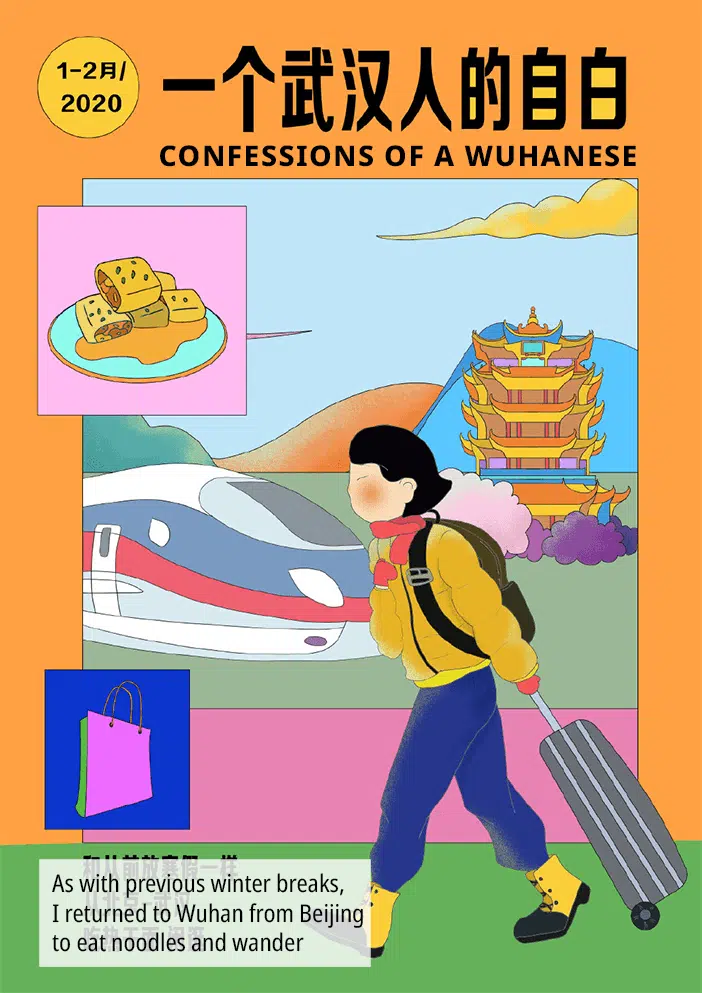 1-2月/
2020
一个武汉人的自白
CONFESSIONS OF A WUHANESE
As with previous winter breaks,
I returned to Wuhan from Beijing
to eat noodles and wander